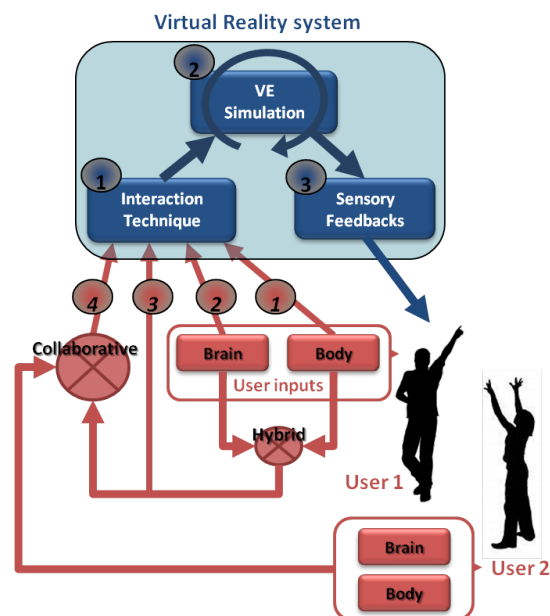 Virtual Reality system
2
VE
Simulation
1
Interaction
Technique
3
Sensory
Feedbacks
4
3
2
1
Collaborative
Brain
Body
User inputs
Hybrid
User 1
Brain
Body
User 2